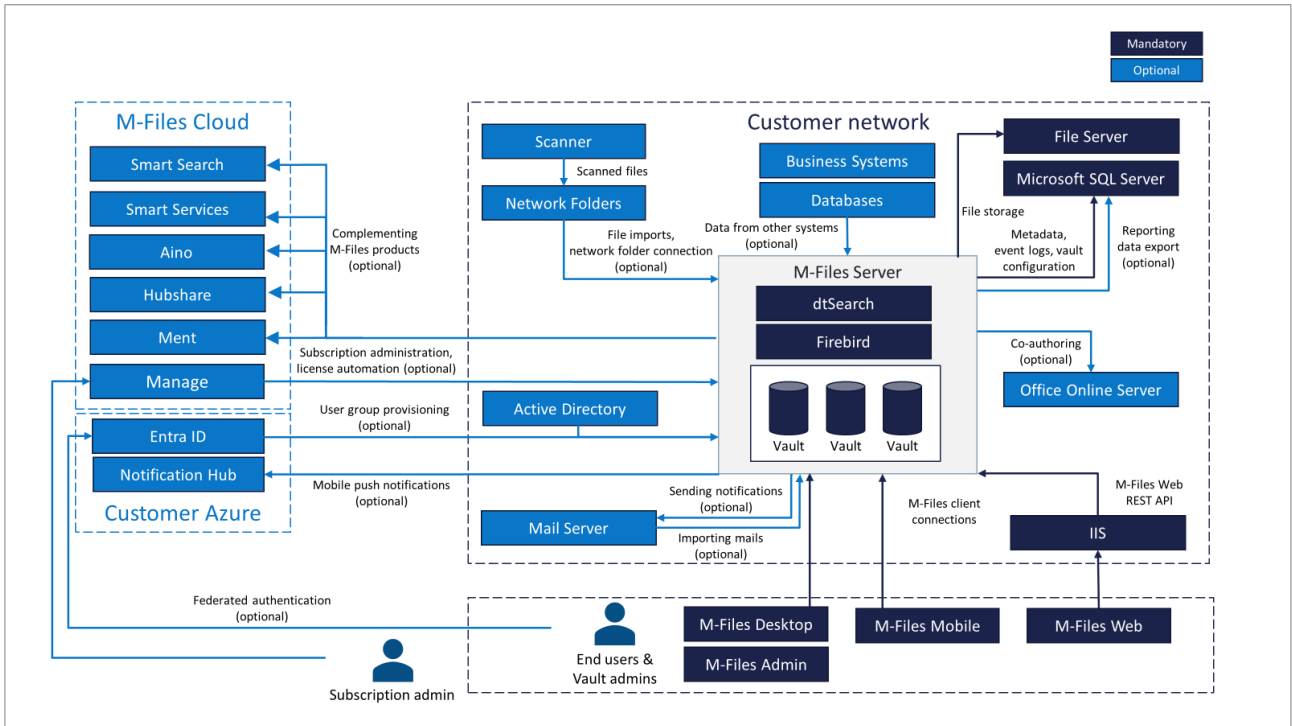 Mandatory
Optional
M-Files Cloud
Smart Search
Smart Services
Aino
Hubshare
Ment
Manage
Complementing
M-Files products
(optional)
Subscription administration,
license automation (optional)
Entra ID
Notification Hub
Customer Azure
User group provisioning
(optional)
Mobile push notifications
(optional)
Customer network
Scanner
Scanned files
Network Folders
File imports,
network folder connection
(optional)
Business Systems
Databases
Data from other systems
(optional)
File Server
Microsoft SQL Server
File storage
Metadata,
event logs, vault
configuration
Reporting
data export
(optional)
M-Files Server
dtSearch
Firebird
Vault
Vault
Vault
Co-authoring
(optional)
Office Online Server
Active Directory
Sending notifications
(optional)
Mail Server
Importing mails
(optional)
M-Files client
connections
M-Files Web
REST API
IIS
Federated authentication
(optional)
Subscription admin
End users &
Vault admins
M-Files Desktop
M-Files Admin
M-Files Mobile
M-Files Web